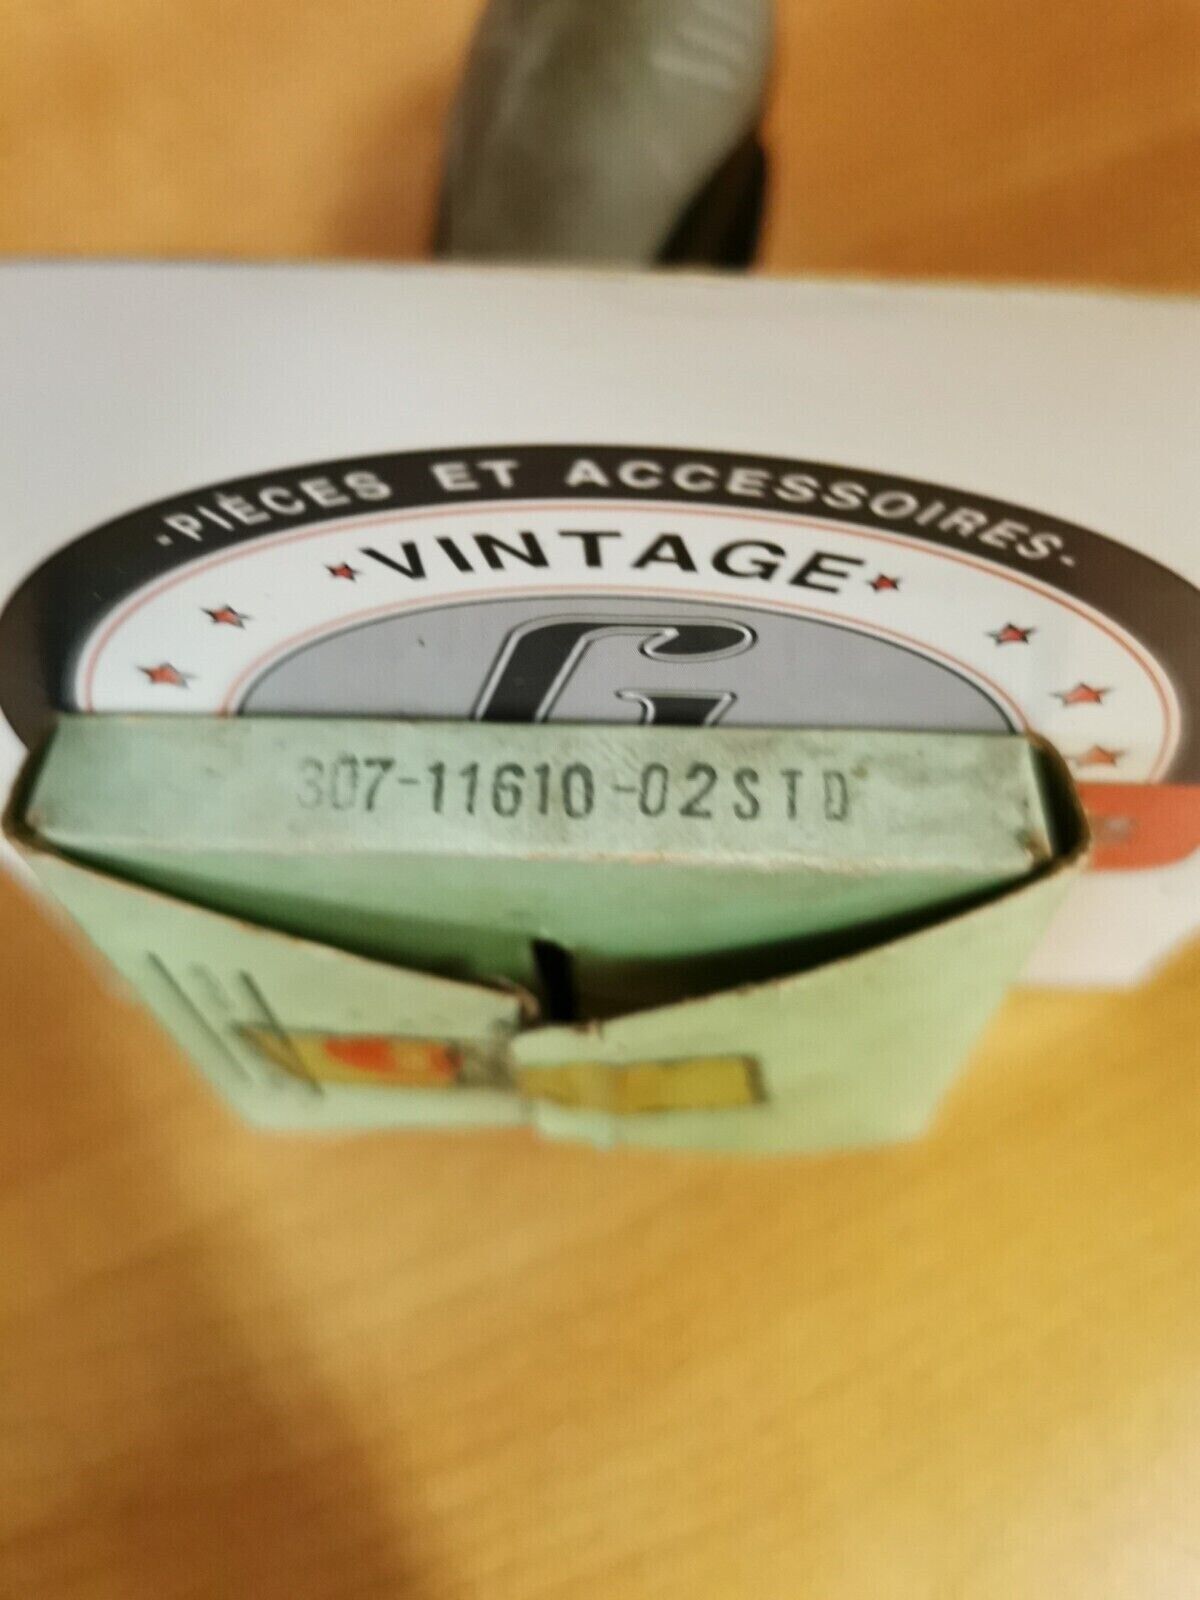 ·PIÈCES ET ACCESSOIRES·
VINTAGE
G
307-11610-02STD